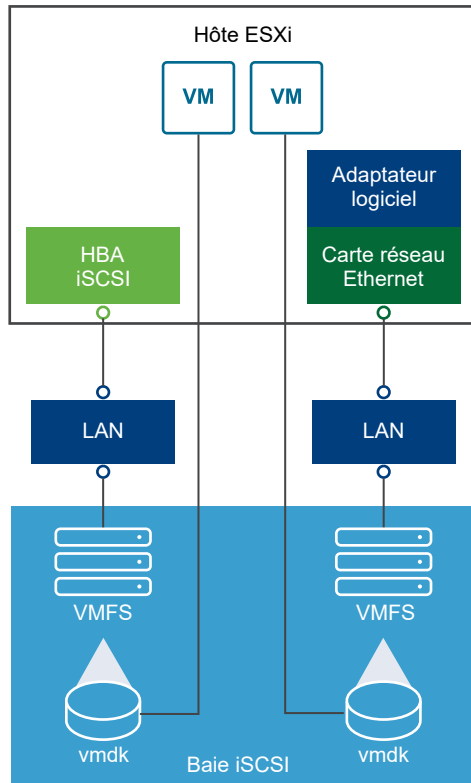 Hôte ESXi
VM
VM
Adaptateur
logiciel
HBA
iSCSI
Carte réseau
Ethernet
LAN
LAN
VMFS
VMFS
vmdk
vmdk
Baie iSCSI